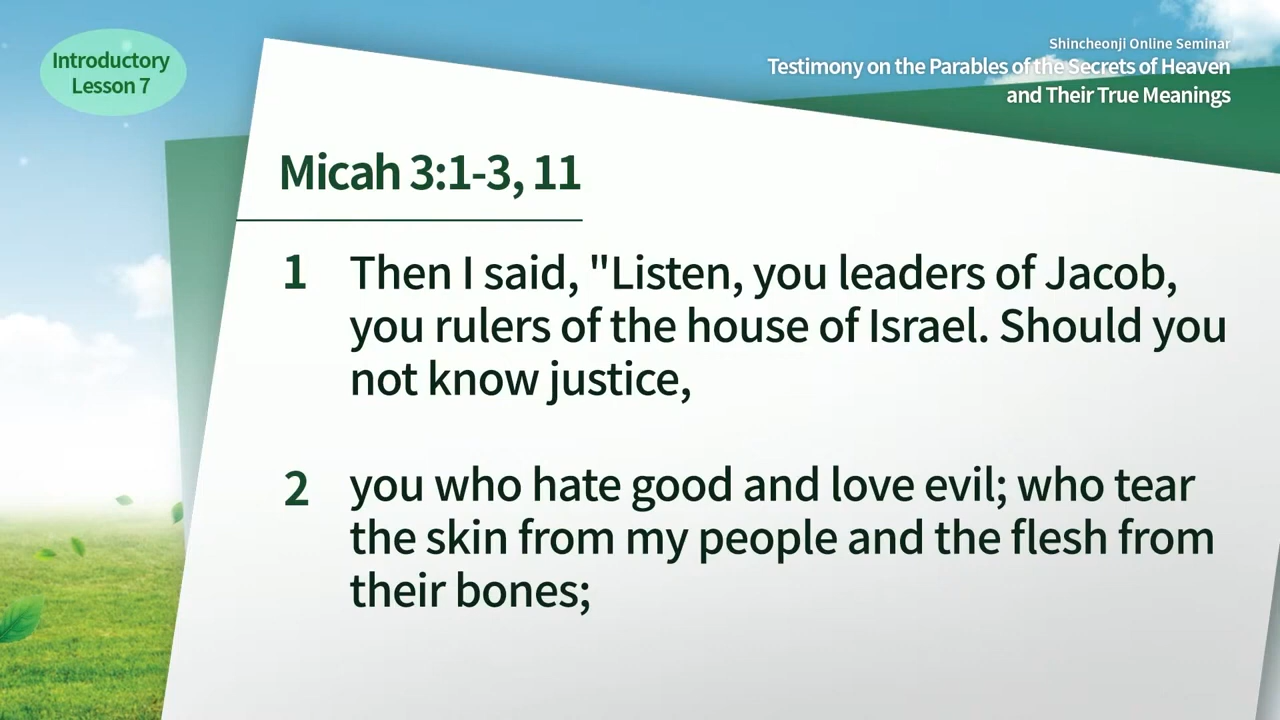 Introductory
Lesson 7
Shincheonji Online Seminar
Testimony on the Parables of the Secrets of Heaven
and Their True Meanings
Micah 3:1-3, 11
1 Then I said, "Listen, you leaders of Jacob,
you rulers of the house of Israel. Should you
not know justice,
2 you who hate good and love evil; who tear
the skin from my people and the flesh from
their bones;